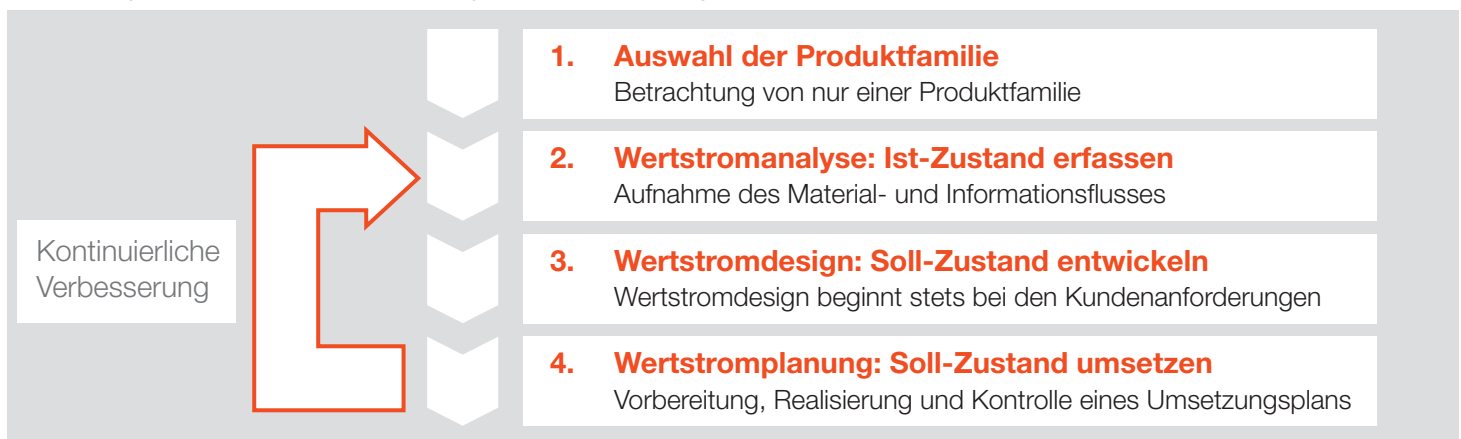 1. Auswahl der Produktfamilie
Betrachtung von nur einer Produktfamilie
2. Wertstromanalyse: Ist-Zustand erfassen
Aufnahme des Material- und Informationsflusses
Kontinuierliche
Verbesserung
3. Wertstromdesign: Soll-Zustand entwickeln
Wertstromdesign beginnt stets bei den Kundenanforderungen
4. Wertstromplanung: Soll-Zustand umsetzen
Vorbereitung, Realisierung und Kontrolle eines Umsetzungsplans